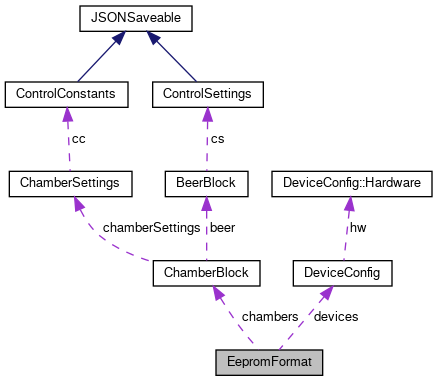 JSONSaveable
ControlConstants
ControlSettings
cc
cs
ChamberSettings
BeerBlock
DeviceConfig::Hardware
chamberSettings
beer
hw
ChamberBlock
DeviceConfig
chambers
devices
EepromFormat